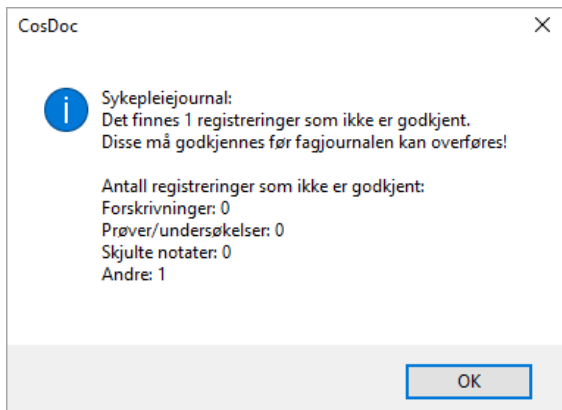 CosDoc
Sykepleiejournal:
Det finnes 1 registreringer som ikke er godkjent.
Disse må godkjennes før fagjournalen kan overføres!
Antall registreringer som ikke er godkjent:
Forskrivninger: 0
Prøver/undersøkelser: 0
Skjulte notater: 0
Andre: 1
OK